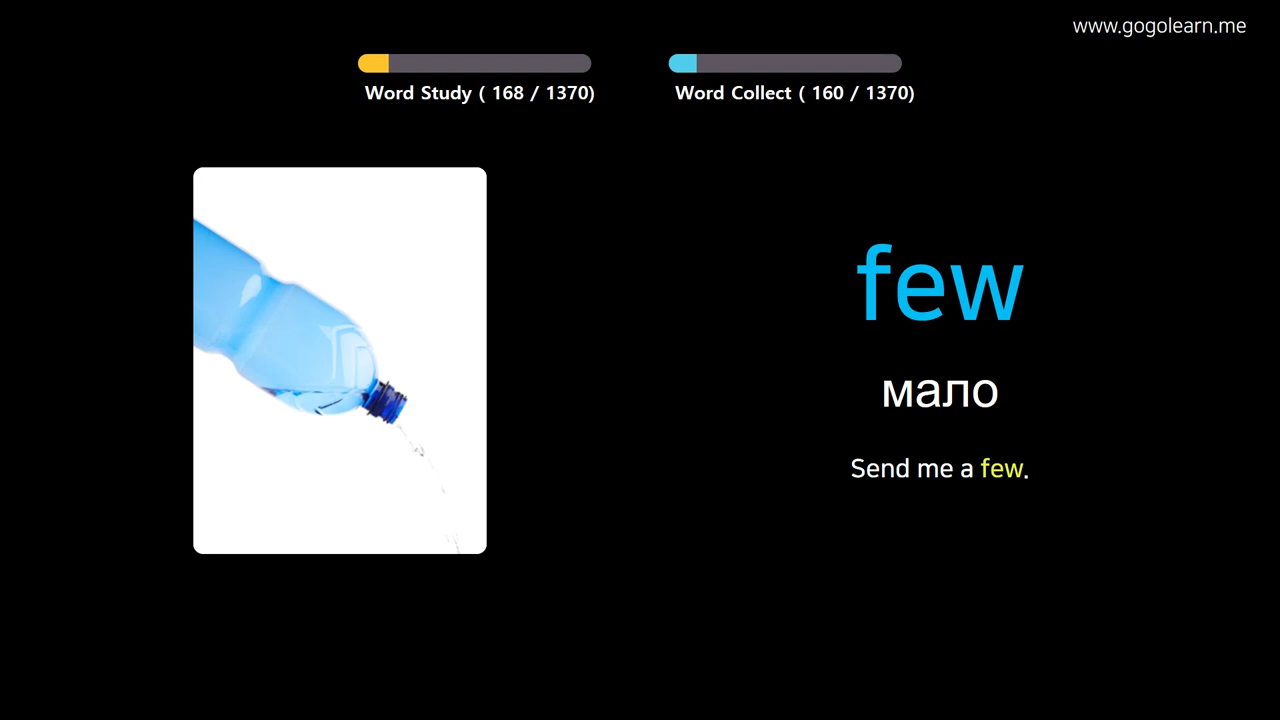 www.gogolearn.me
Word Study ( 168 / 1370)
Word Collect ( 160 / 1370)
few
мало
Send me a few.